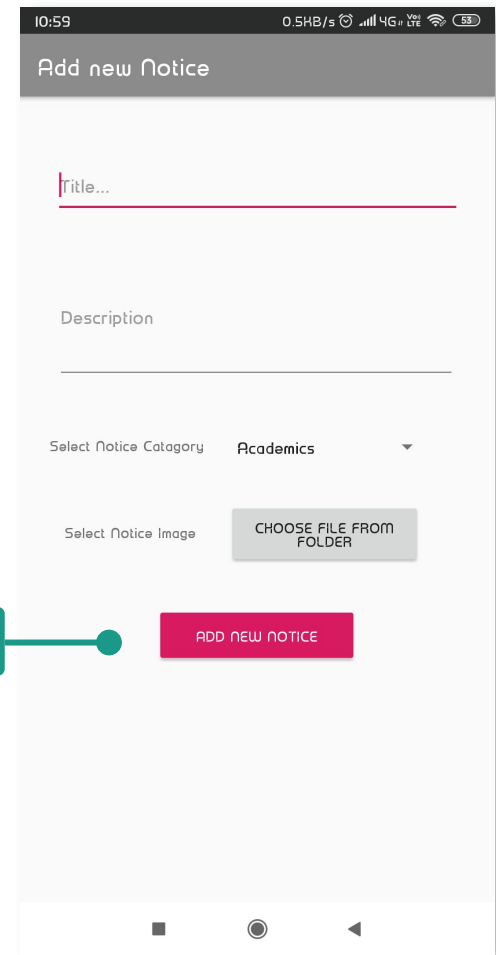 10:59
0.5KB/s 4G Vo) LTE 53
Add new Notice
Title...
Description
Select Notice Catagory
Academics
Select Notice Image
CHOOSE FILE FROM
FOLDER
ADD NEW NOTICE